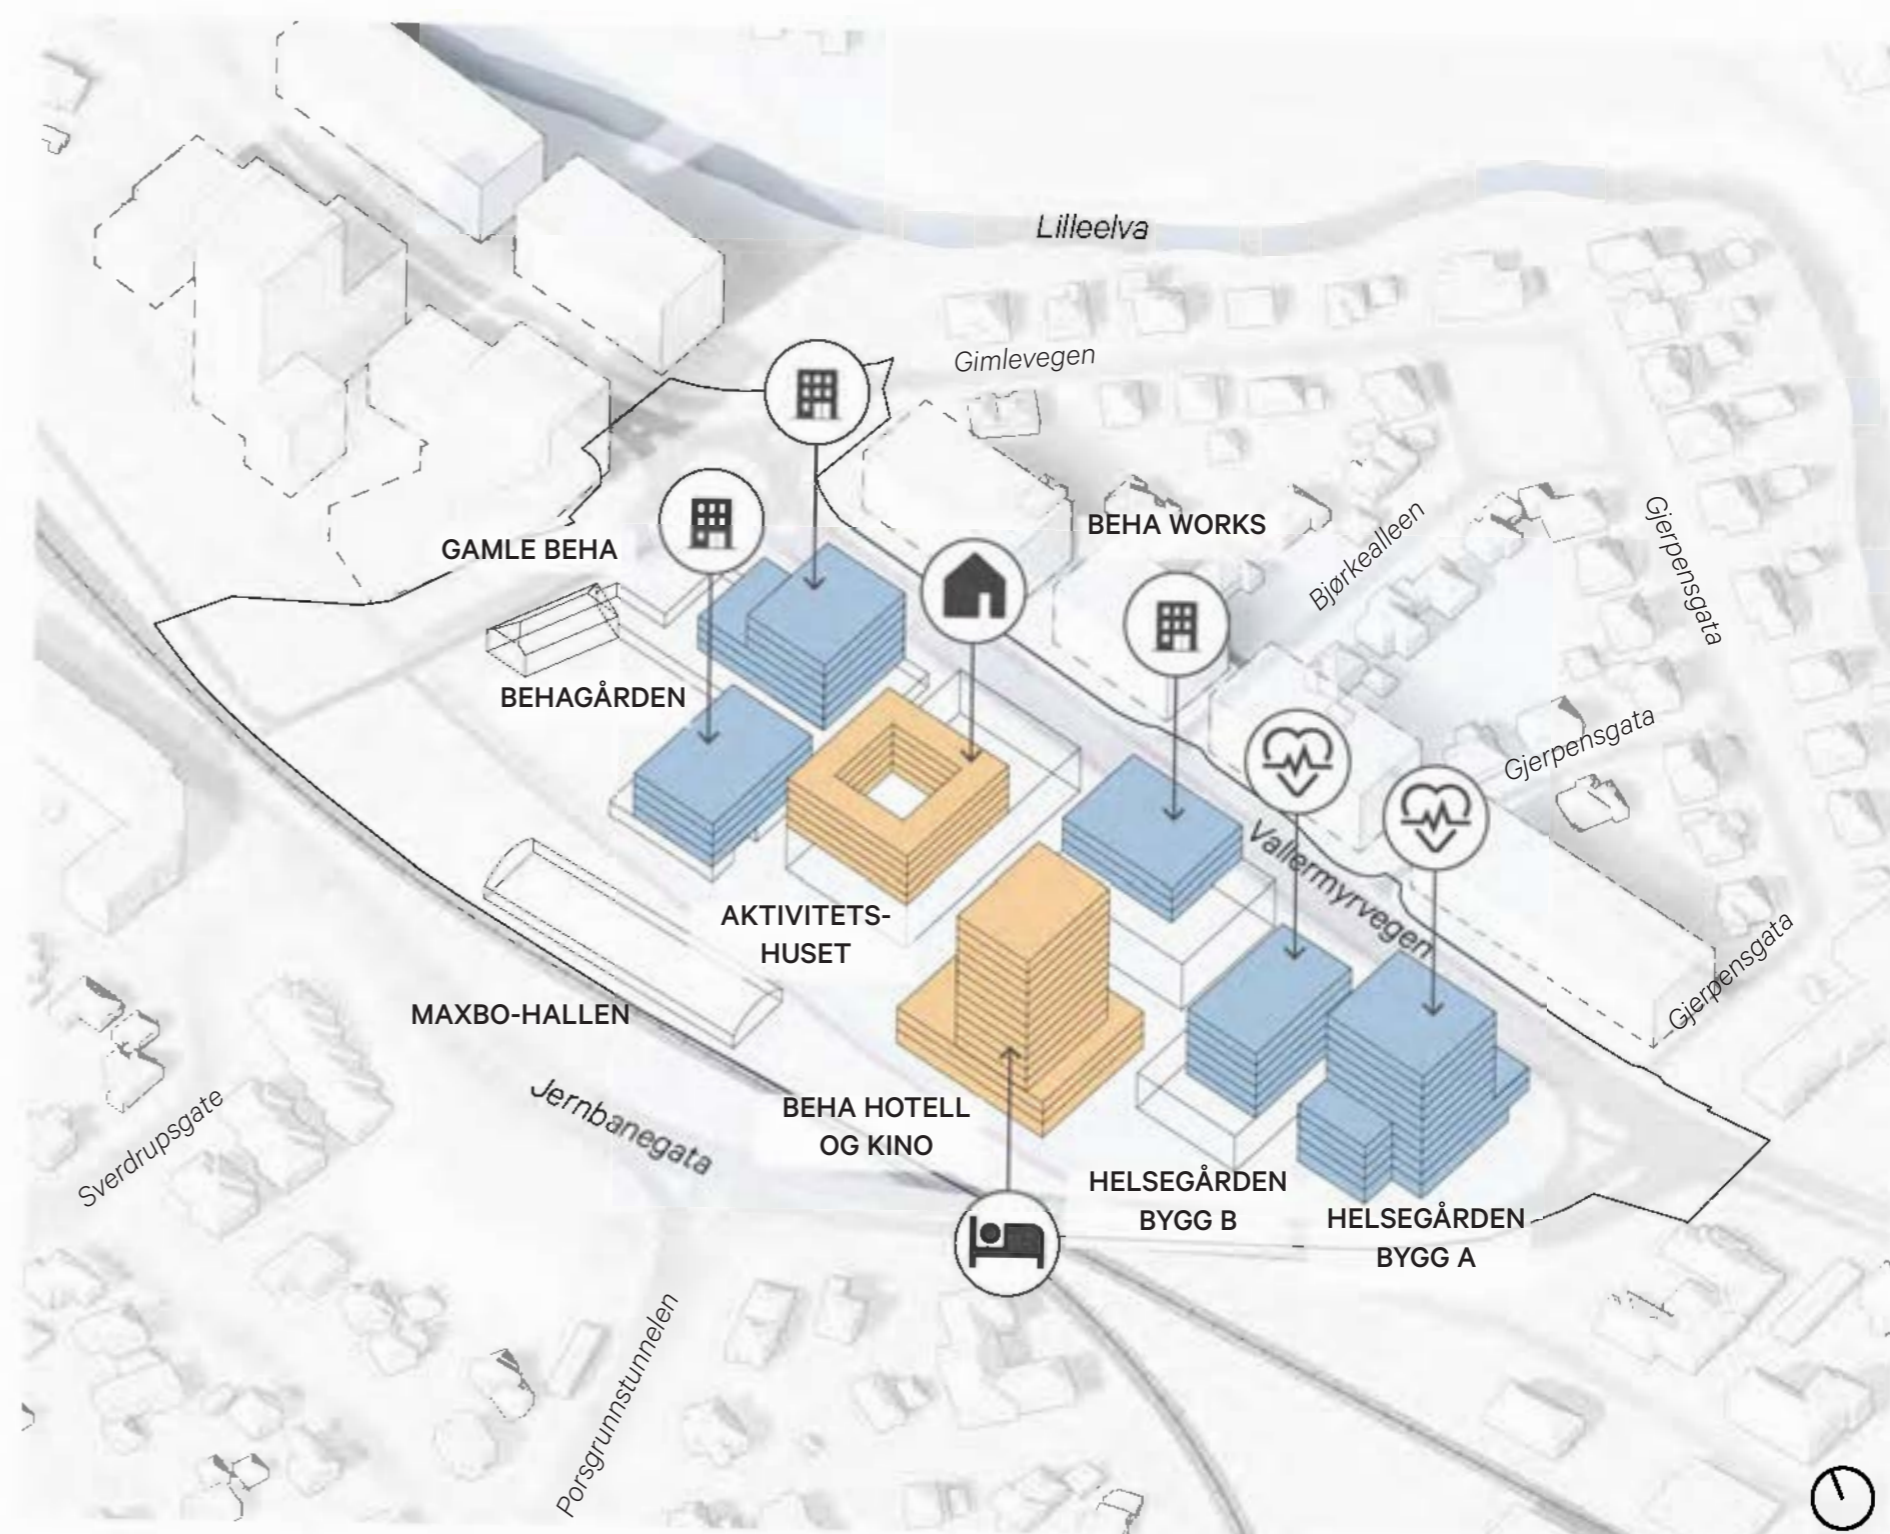 Lilleelva
Gimlevegen
BEHA WORKS
GAMLE BEHA
Bjørkealleen
Gjerpensgata
BEHAGÅRDEN
Gjerpensgata
Vallermyrvegen
AKTIVITETS-
HUSET
Gjerpensgata
MAXBO-HALLEN
Jernbanegata
BEHA HOTELL
OG KINO
Sverdrupsgate
HELSEGÅRDEN
BYGG B
HELSEGÅRDEN
BYGG A
Porsgrunnstunnelen